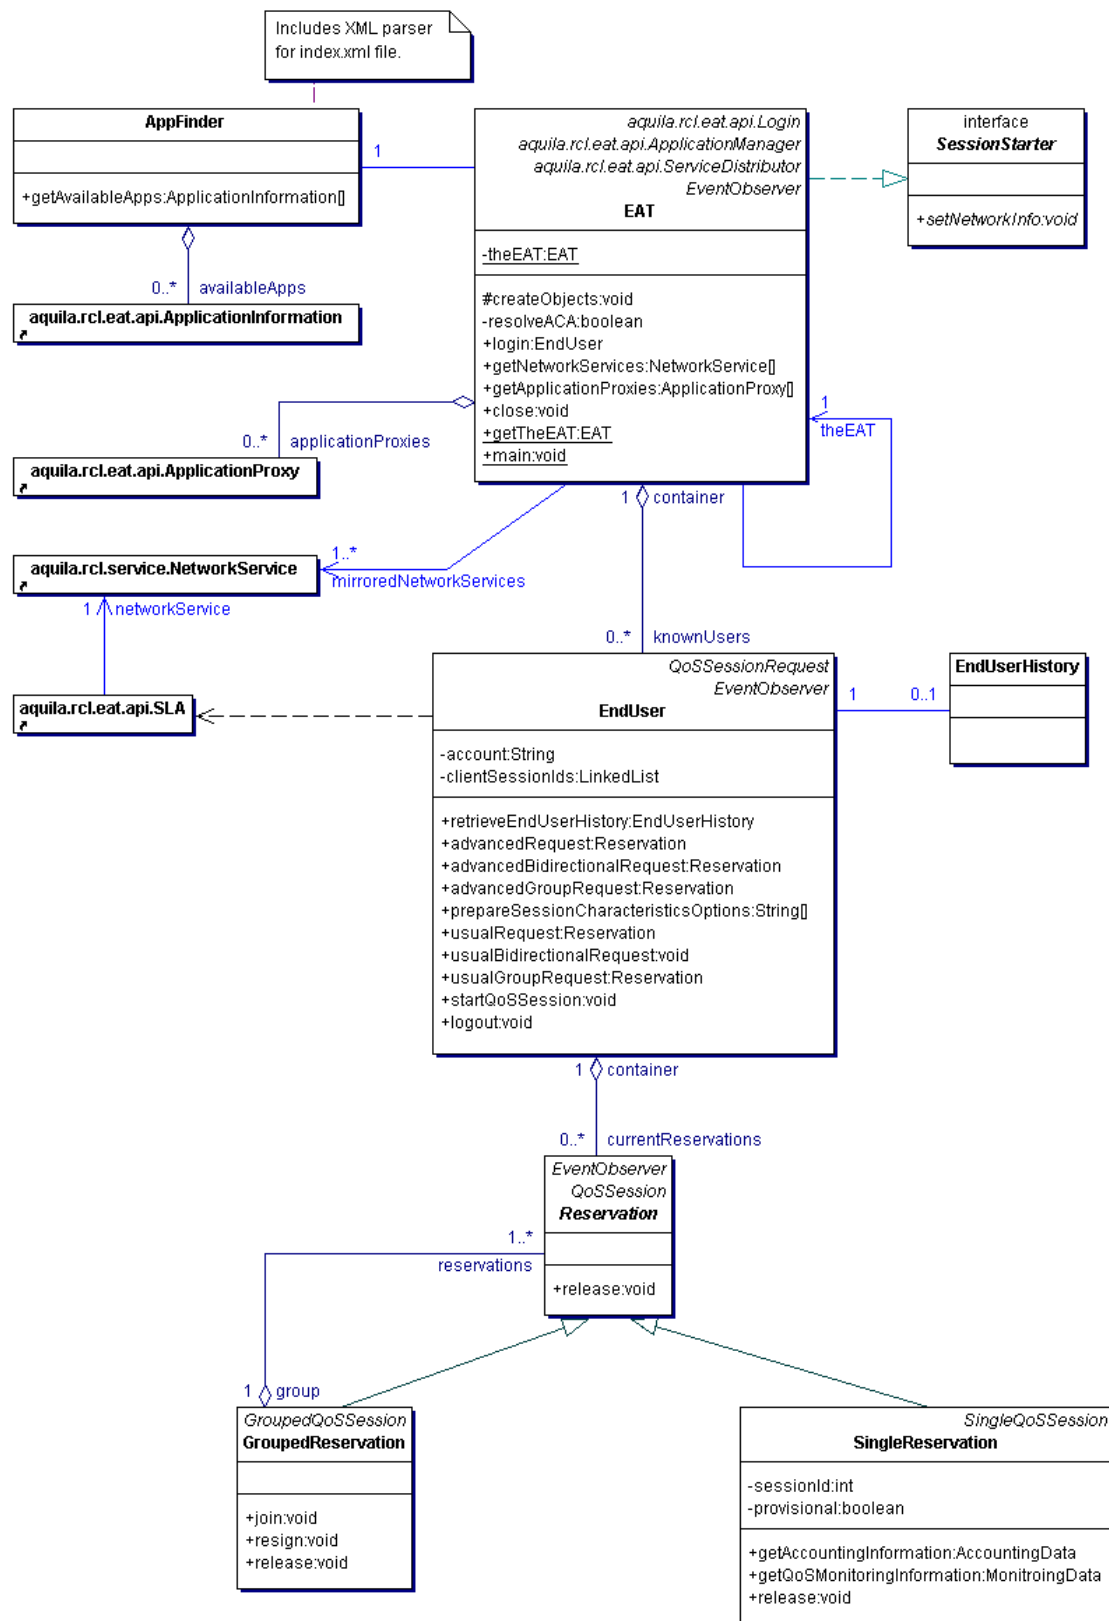 Includes XML parser
for index.xml file.
AppFinder
+getAvailableApps:ApplicationInformation[]
1
aquila.rcl.eat.api.Login
aquila.rcl.eat.api.ApplicationManager
aquila.rcl.eat.api.ServiceDistributor
EventObserver
EAT
-theEAT:EAT
#createObjects:void
-resolveACA:boolean
+login:EndUser
+getNetworkServices:NetworkService[]
+getApplicationProxies:ApplicationProxy[]
+close:void
+getTheEAT:EAT
+main:void
interface
SessionStarter
+setNetworkInfo:void
0..* availableApps
aquila.rcl.eat.api.ApplicationInformation
0..* applicationProxies
aquila.rcl.eat.api.ApplicationProxy
1
theEAT
1 container
1..*
mirroredNetworkServices
aquila.rcl.service.NetworkService
1 networkService
aquila.rcl.eat.api.SLA
0..* knownUsers
QoSSessionRequest
EventObserver
EndUser
-account:String
-clientSessionIds:LinkedList
+retrieveEndUserHistory:EndUserHistory
+advancedRequest:Reservation
+advancedBidirectionalRequest:Reservation
+advancedGroupRequest:Reservation
+prepareSessionCharacteristicsOptions:String[]
+usualRequest:Reservation
+usualBidirectionalRequest:void
+usualGroupRequest:Reservation
+startQoSSession:void
+logout:void
1 0..1
EndUserHistory
1 container
0..* currentReservations
EventObserver
QoSSession
Reservation
+release:void
1..*
reservations
1 group
GroupedQoSSession
GroupedReservation
+join:void
+resign:void
+release:void
SingleQoSSession
SingleReservation
-sessionId:int
-provisional:boolean
+getAccountingInformation:AccountingData
+getQoSMonitoringInformation:MonitroingData
+release:void